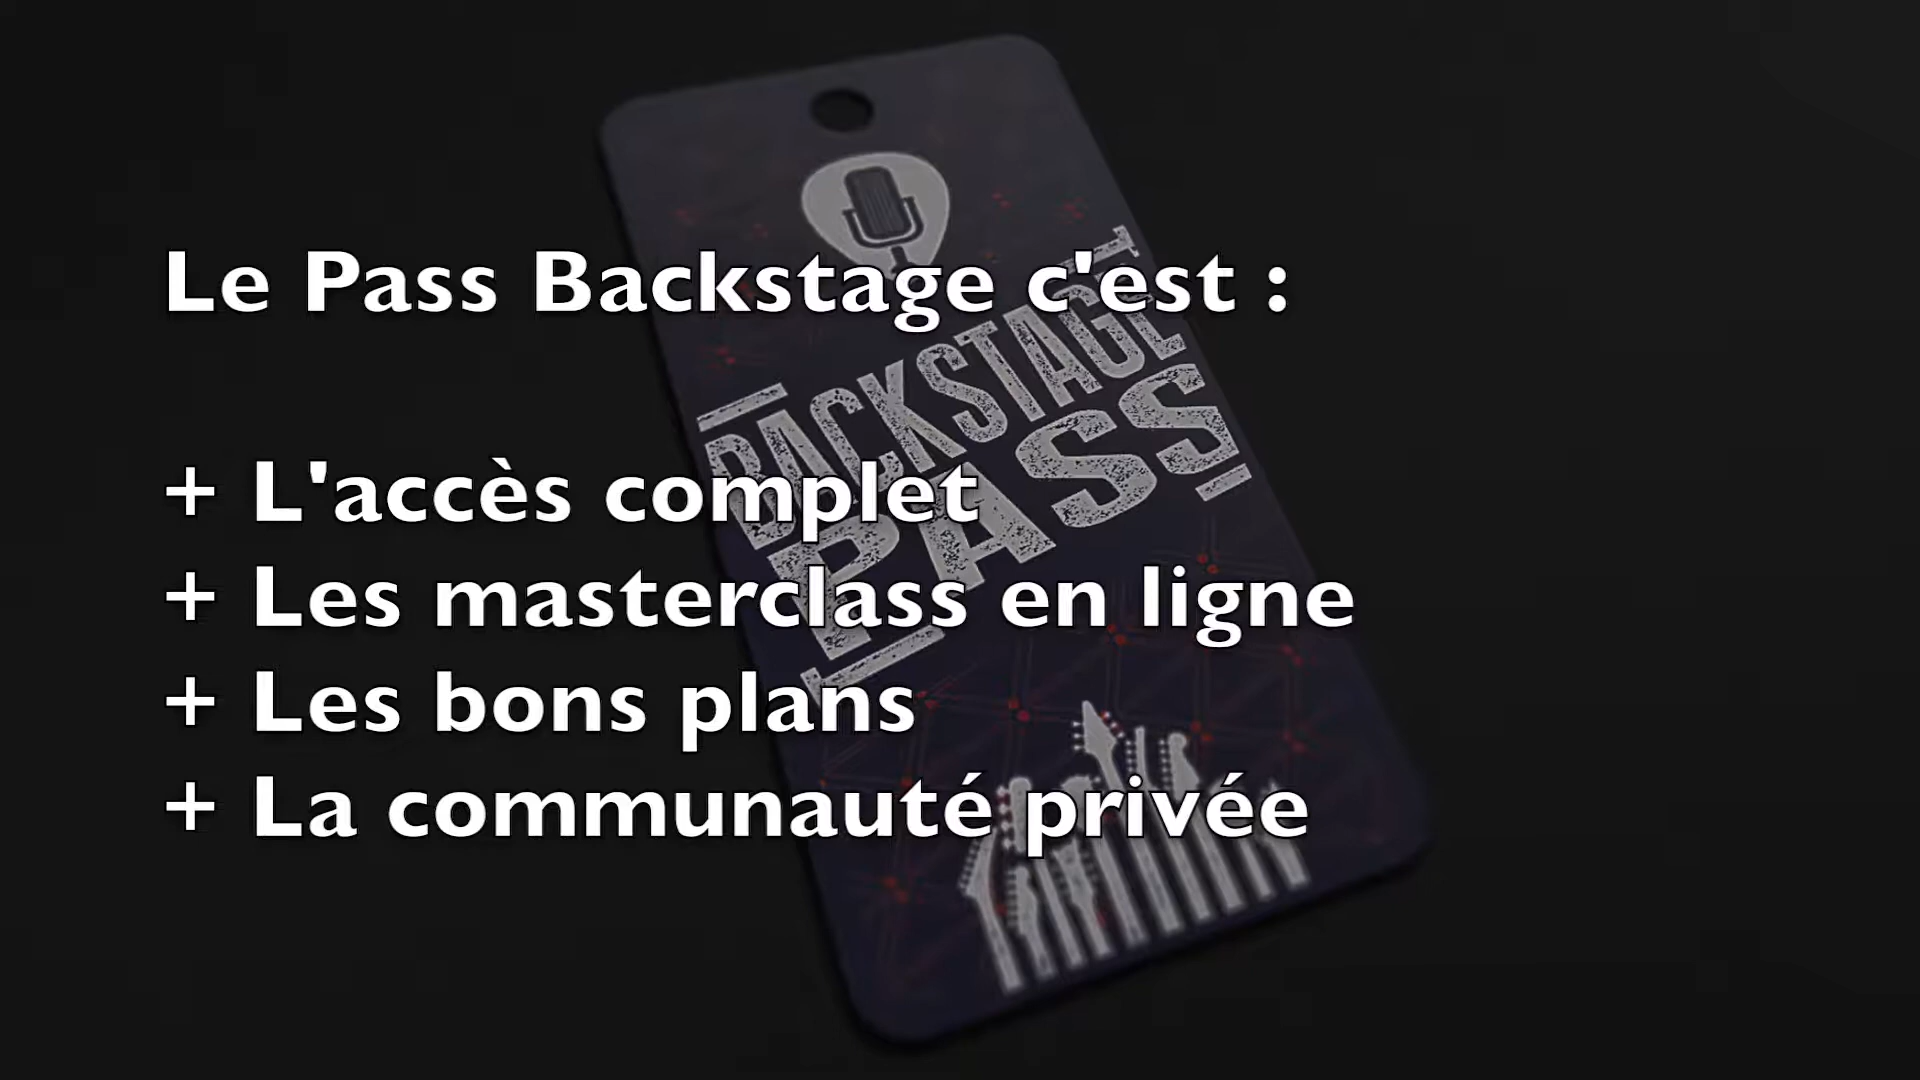 Le Pass Backstage c'est :
+ L'accès complet
+ Les masterclass en ligne
+ Les bons plans
+ La communauté privée
BACKSTAGE
PASS